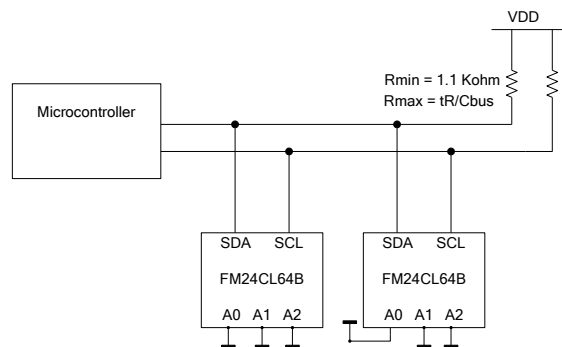 VDD
Rmin = 1.1 Kohm
Rmax = tR/Cbus
Microcontroller
SDA SCL
FM24CL64B
A0 A1 A2
SDA SCL
FM24CL64B
A0 A1 A2